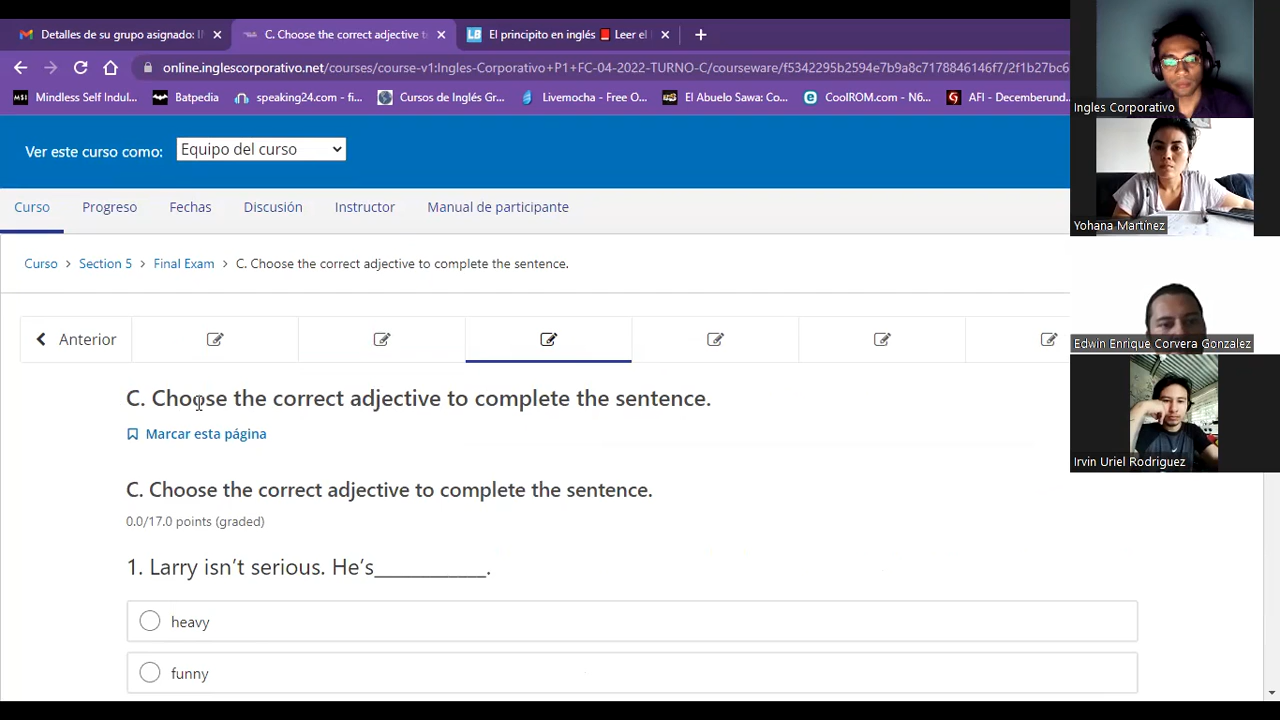 Detalles de su grupo asignado: I
C. Choose the correct adjective t
El principito en inglés 📕 Leer el
online.inglescorporativo.net/courses/course-v1:Inglescorporativo+P1+FC-04-2022-TURNO-C/courseware/f5342295b2594e7b9a8c7178846146f7/2f1b27bc6
Mindless Self Indul...
Batpedia
speaking24.com - fi...
Cursos de Inglés Gr...
Livemocha - Free O...
El Abuelo Sawa: Co...
CoolROM.com - N6...
AFI - Decemberund...
Ver este curso como:
Equipo del curso
Curso
Progreso
Fechas
Discusión
Instructor
Manual de participante
Curso > Section 5 > Final Exam > C. Choose the correct adjective to complete the sentence.
Anterior
C. Choose the correct adjective to complete the sentence.
Marcar esta página
C. Choose the correct adjective to complete the sentence.
0.0/17.0 points (graded)
1. Larry isn’t serious. He’s___________.
heavy
funny
Ingles Corporativo
Yohana Martínez
Edwin Enrique Corvera Gonzalez
Irvin Uriel Rodriguez